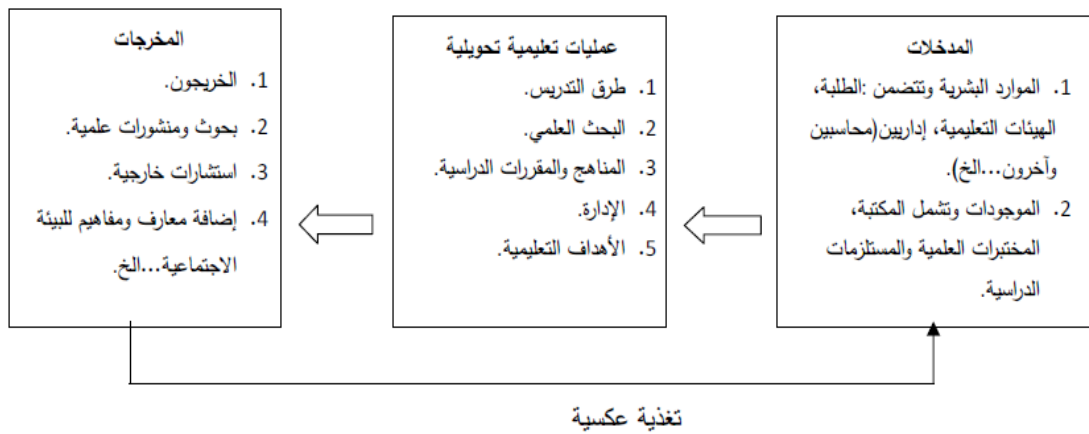 المدخلات
1. الموارد البشرية وتتضمن :الطلبة،
الهيئات التعليمية، إداريين(محاسبين
وآخرون...الخ).
2. الموجودات وتشمل المكتبة،
المختبرات العلمية والمستلزمات
الدراسية.
عمليات تعليمية تحويلية
1. طرق التدريس.
2. البحث العلمي.
3. المناهج والمقررات الدراسية.
4. الإدارة.
5. الأهداف التعليمية.
المخرجات
1. الخريجون.
2. بحوث ومنشورات علمية.
3. استشارات خارجية.
4. إضافة معارف ومفاهيم للبيئة
الاجتماعية...الخ.
تغذية عكسية